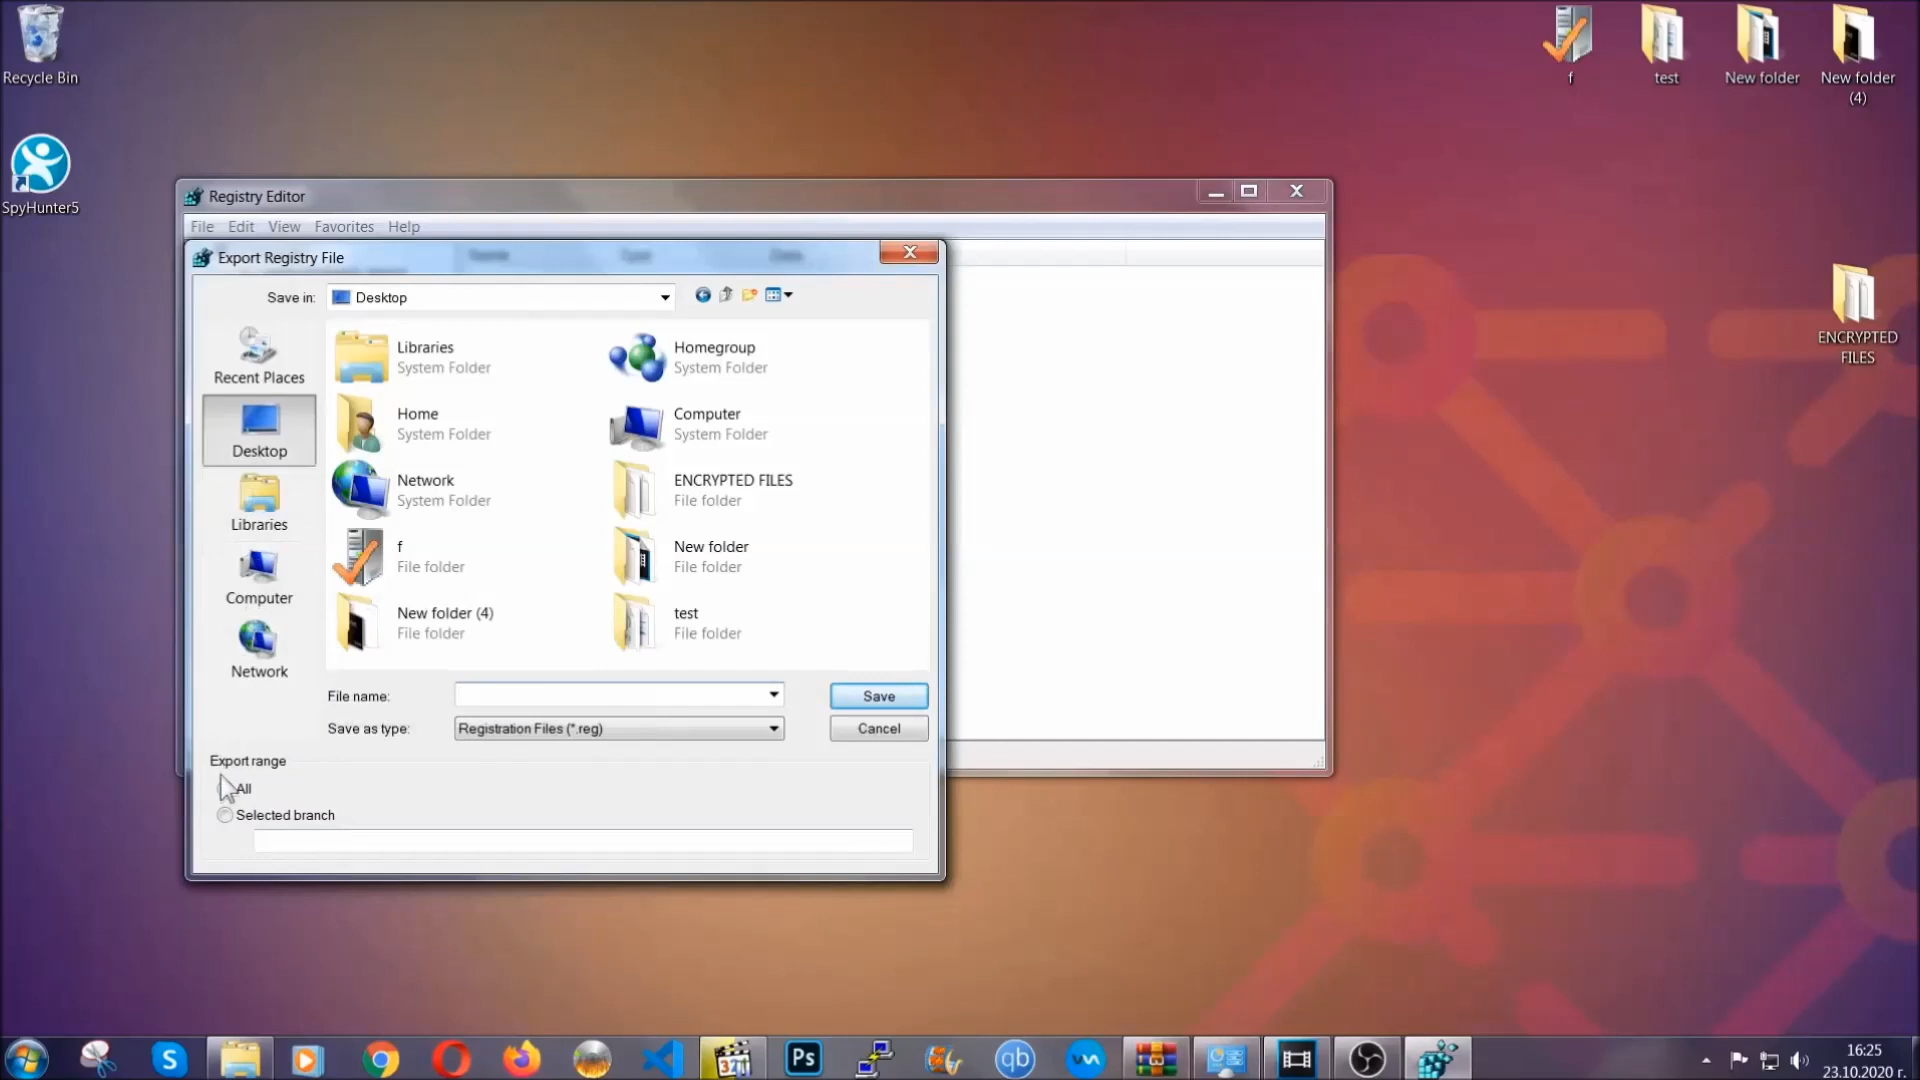 Recycle Bin
SpyHunter5
f
test
New folder
New folder
(4)
ENCRYPTED
FILES
Registry Editor
File Edit View Favorites Help
Export Registry File
Save in:
Desktop
Recent Places
Desktop
Libraries
Computer
Network
Libraries
System Folder
Homegroup
System Folder
Home
System Folder
Computer
System Folder
Network
System Folder
ENCRYPTED FILES
File folder
f
File folder
New folder
File folder
New folder (4)
File folder
test
File folder
File name:
Save
Save as type:
Registration Files (*.reg)
Cancel
Export range
All
Selected branch
S
321
Ps
qb
16:25
23.10.2020 г.